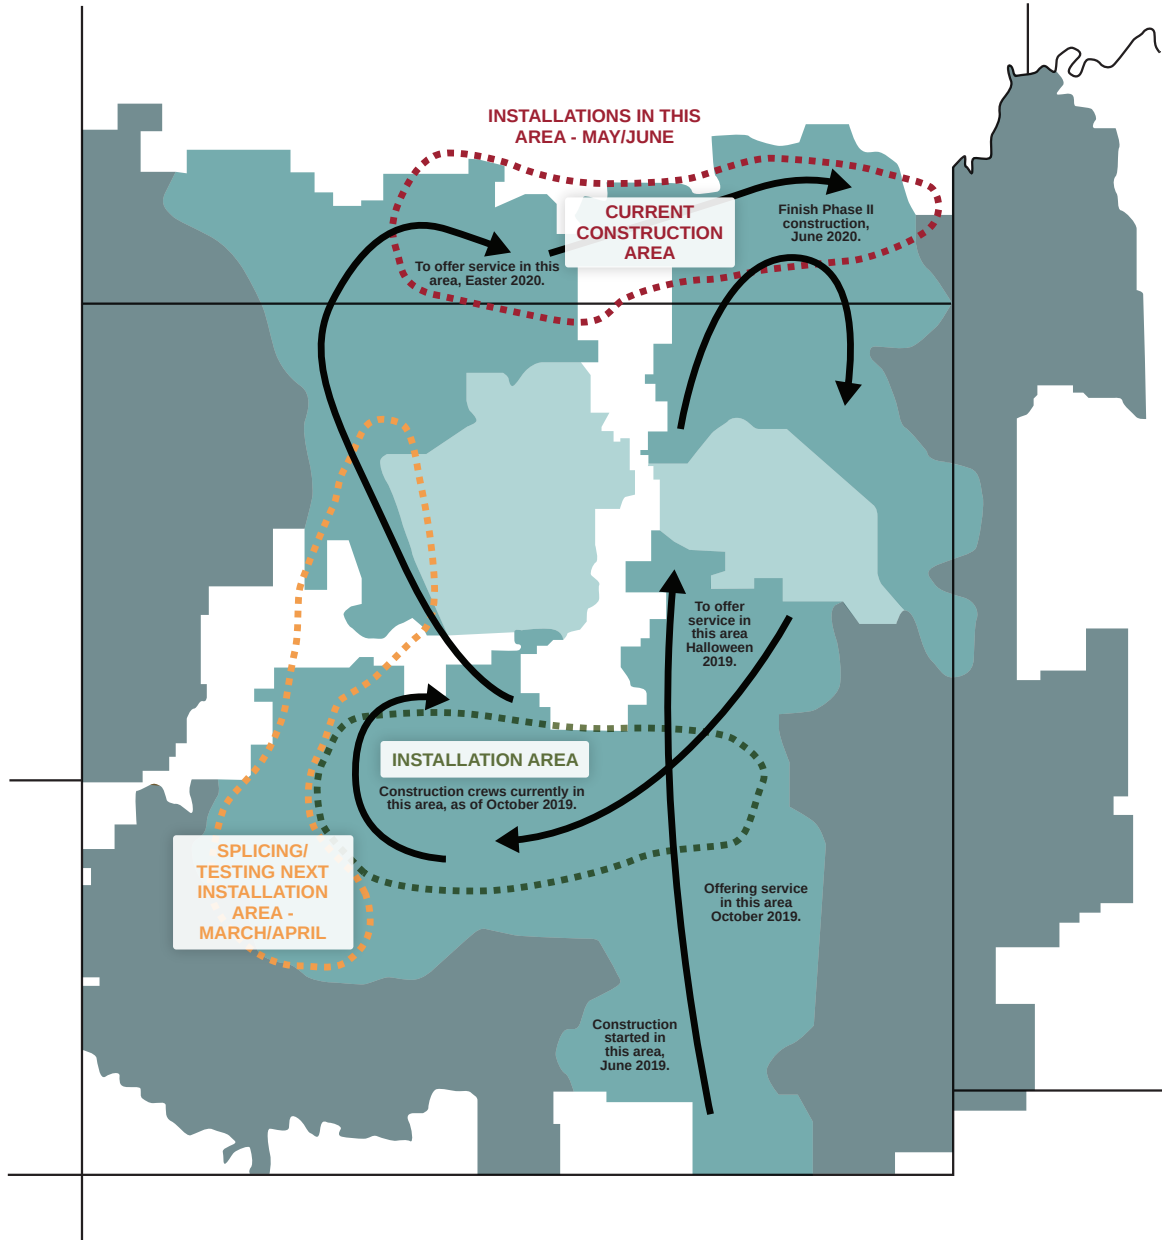 INSTALLATIONS IN THIS
AREA - MAY/JUNE
CURRENT
CONSTRUCTION
AREA
Finish Phase II
construction,
June 2020.
To offer service in this
area, Easter 2020.
To offer
service in
this area
Halloween
2019.
INSTALLATION AREA
Construction crews currently in
this area, as of October 2019.
SPLICING/
TESTING NEXT
INSTALLATION
AREA -
MARCH/APRIL
Offering service
in this area
October 2019.
Construction
started in
this area,
June 2019.